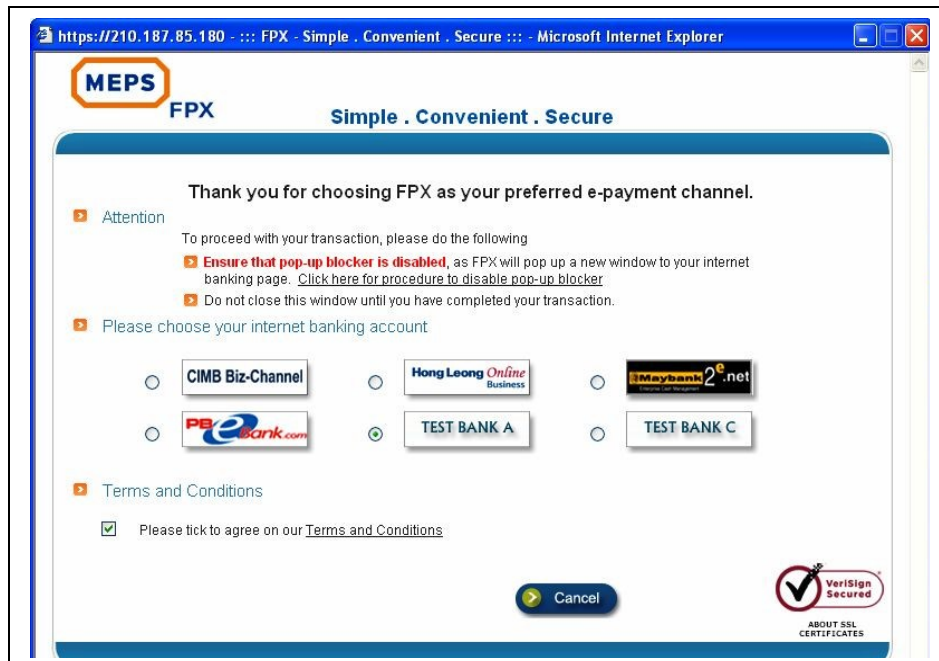 https://210.187.85.180 - ::: FPX - Simple . Convenient . Secure ::: - Microsoft Internet Explorer
MEPS
FPX
Simple . Convenient . Secure
Thank you for choosing FPX as your preferred e-payment channel.
Attention
To proceed with your transaction, please do the following
Ensure that pop-up blocker is disabled, as FPX will pop up a new window to your internet
banking page. Click here for procedure to disable pop-up blocker
Do not close this window until you have completed your transaction.
Please choose your internet banking account
CIMB Biz-Channel
Hong Leong Online
Business
Maybank2e.net
Enterprise Cash Management
PBeBank.com
TEST BANK A
TEST BANK C
Terms and Conditions
Please tick to agree on our Terms and Conditions
Cancel
VeriSign
Secured
ABOUT SSL
CERTIFICATES